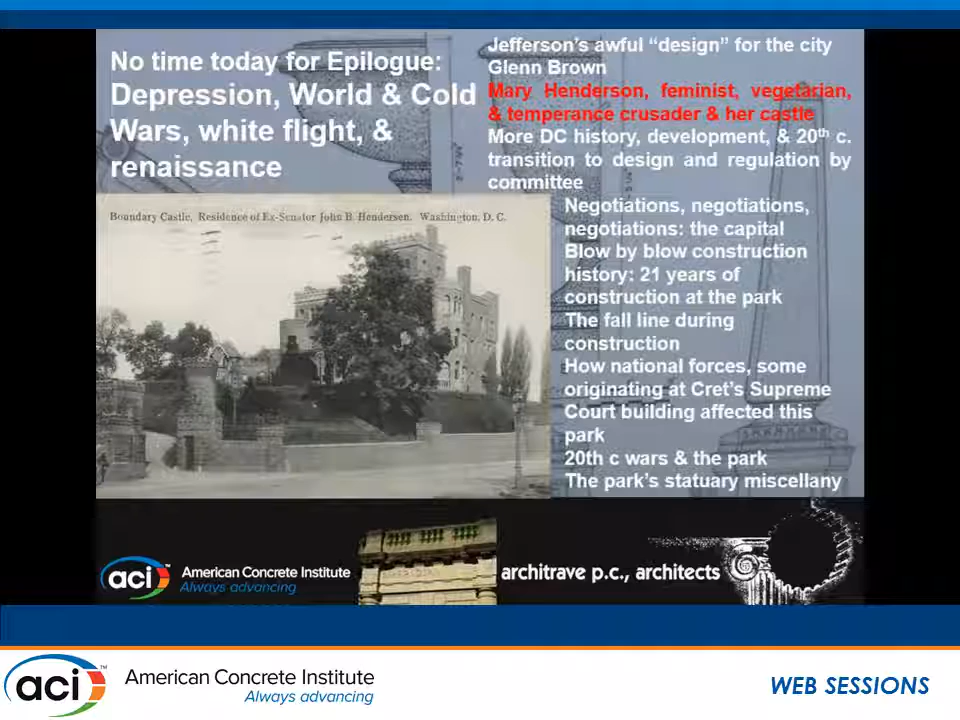 No time today for Epilogue:
Depression, World & Cold
Wars, white flight, &
renaissance
Jefferson's awful “design” for the city
Glenn Brown
Mary Henderson, feminist, vegetarian,
& temperance crusader & her castle
More DC history, development, & 20th c.
transition to design and regulation by
committee
Negotiations, negotiations,
negotiations: the capital
Blow by blow construction
history: 21 years of
construction at the park
The fall line during
construction
How national forces, some
originating at Cret's Supreme
Court building affected this
park
20th c wars & the park
The park's statuary miscellany
Boundary Castle, Residence of Ex-Senator John B. Henderson. Washington, D. C.
aci™ American Concrete Institute
Always advancing
architrave p.c., architects
aci™ American Concrete Institute
Always advancing
WEB SESSIONS